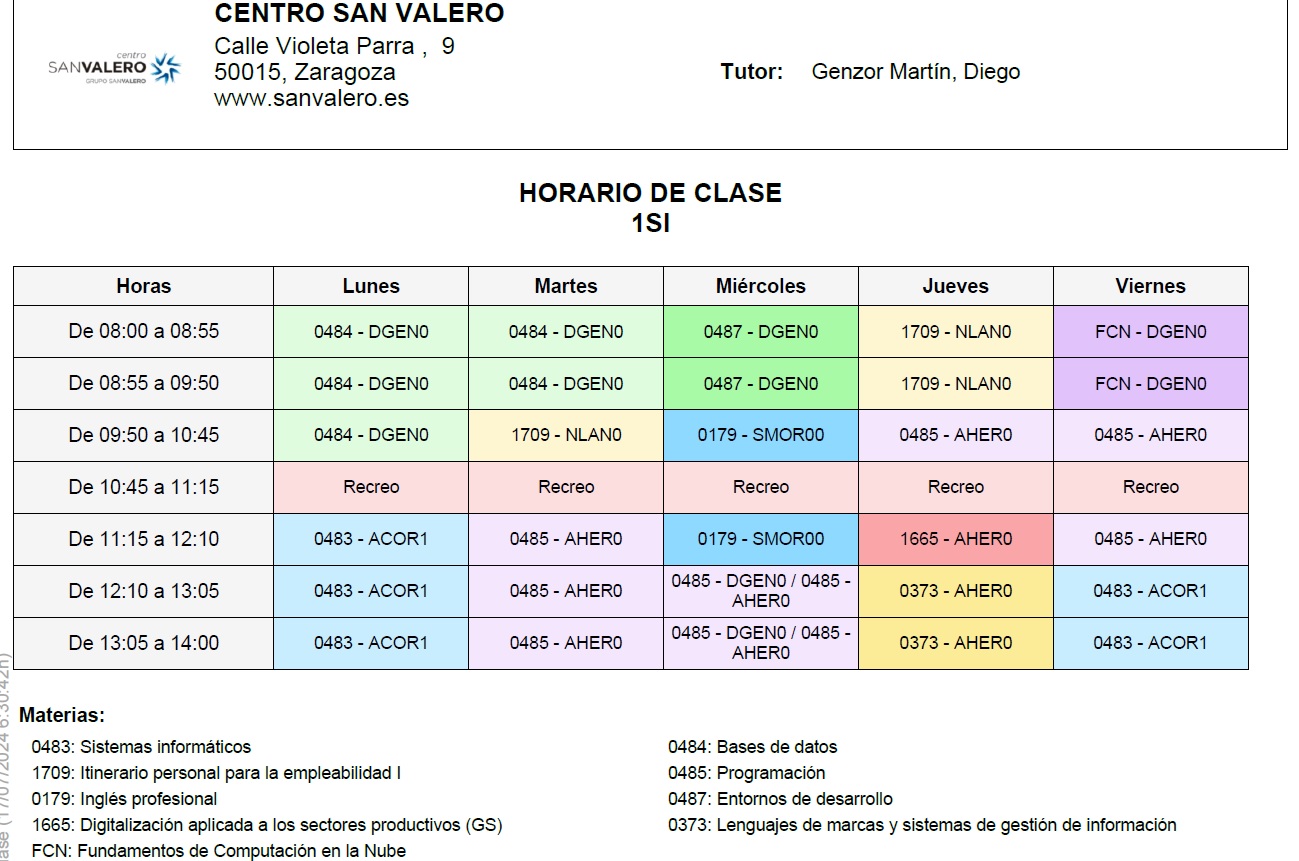 CENTRO SAN VALERO
centro
SANVALERO
GRUPO SANVALERO
Calle Violeta Parra , 9
50015, Zaragoza
www.sanvalero.es
Tutor: Genzor Martín, Diego
HORARIO DE CLASE
1SI
Horas Lunes Martes Miércoles Jueves Viernes
De 08:00 a 08:55 0484 - DGEN0 0484 - DGEN0 0487 - DGEN0 1709 - NLAN0 FCN - DGEN0
De 08:55 a 09:50 0484 - DGEN0 0484 - DGEN0 0487 - DGEN0 1709 - NLAN0 FCN - DGEN0
De 09:50 a 10:45 0484 - DGEN0 1709 - NLAN0 0179 - SMOR00 0485 - AHER0 0485 - AHER0
De 10:45 a 11:15 Recreo Recreo Recreo Recreo Recreo
De 11:15 a 12:10 0483 - ACOR1 0485 - AHER0 0179 - SMOR00 1665 - AHER0 0485 - AHER0
De 12:10 a 13:05 0483 - ACOR1 0485 - AHER0 0485 - DGEN0 / 0485 - AHER0 0373 - AHER0 0483 - ACOR1
De 13:05 a 14:00 0483 - ACOR1 0485 - AHER0 0485 - DGEN0 / 0485 - AHER0 0373 - AHER0 0483 - ACOR1
Materias:
0483: Sistemas informáticos
0484: Bases de datos
1709: Itinerario personal para la empleabilidad I
0485: Programación
0179: Inglés profesional
0487: Entornos de desarrollo
1665: Digitalización aplicada a los sectores productivos (GS)
0373: Lenguajes de marcas y sistemas de gestión de información
FCN: Fundamentos de Computación en la Nube
(17/07/2024 6:30:42h)